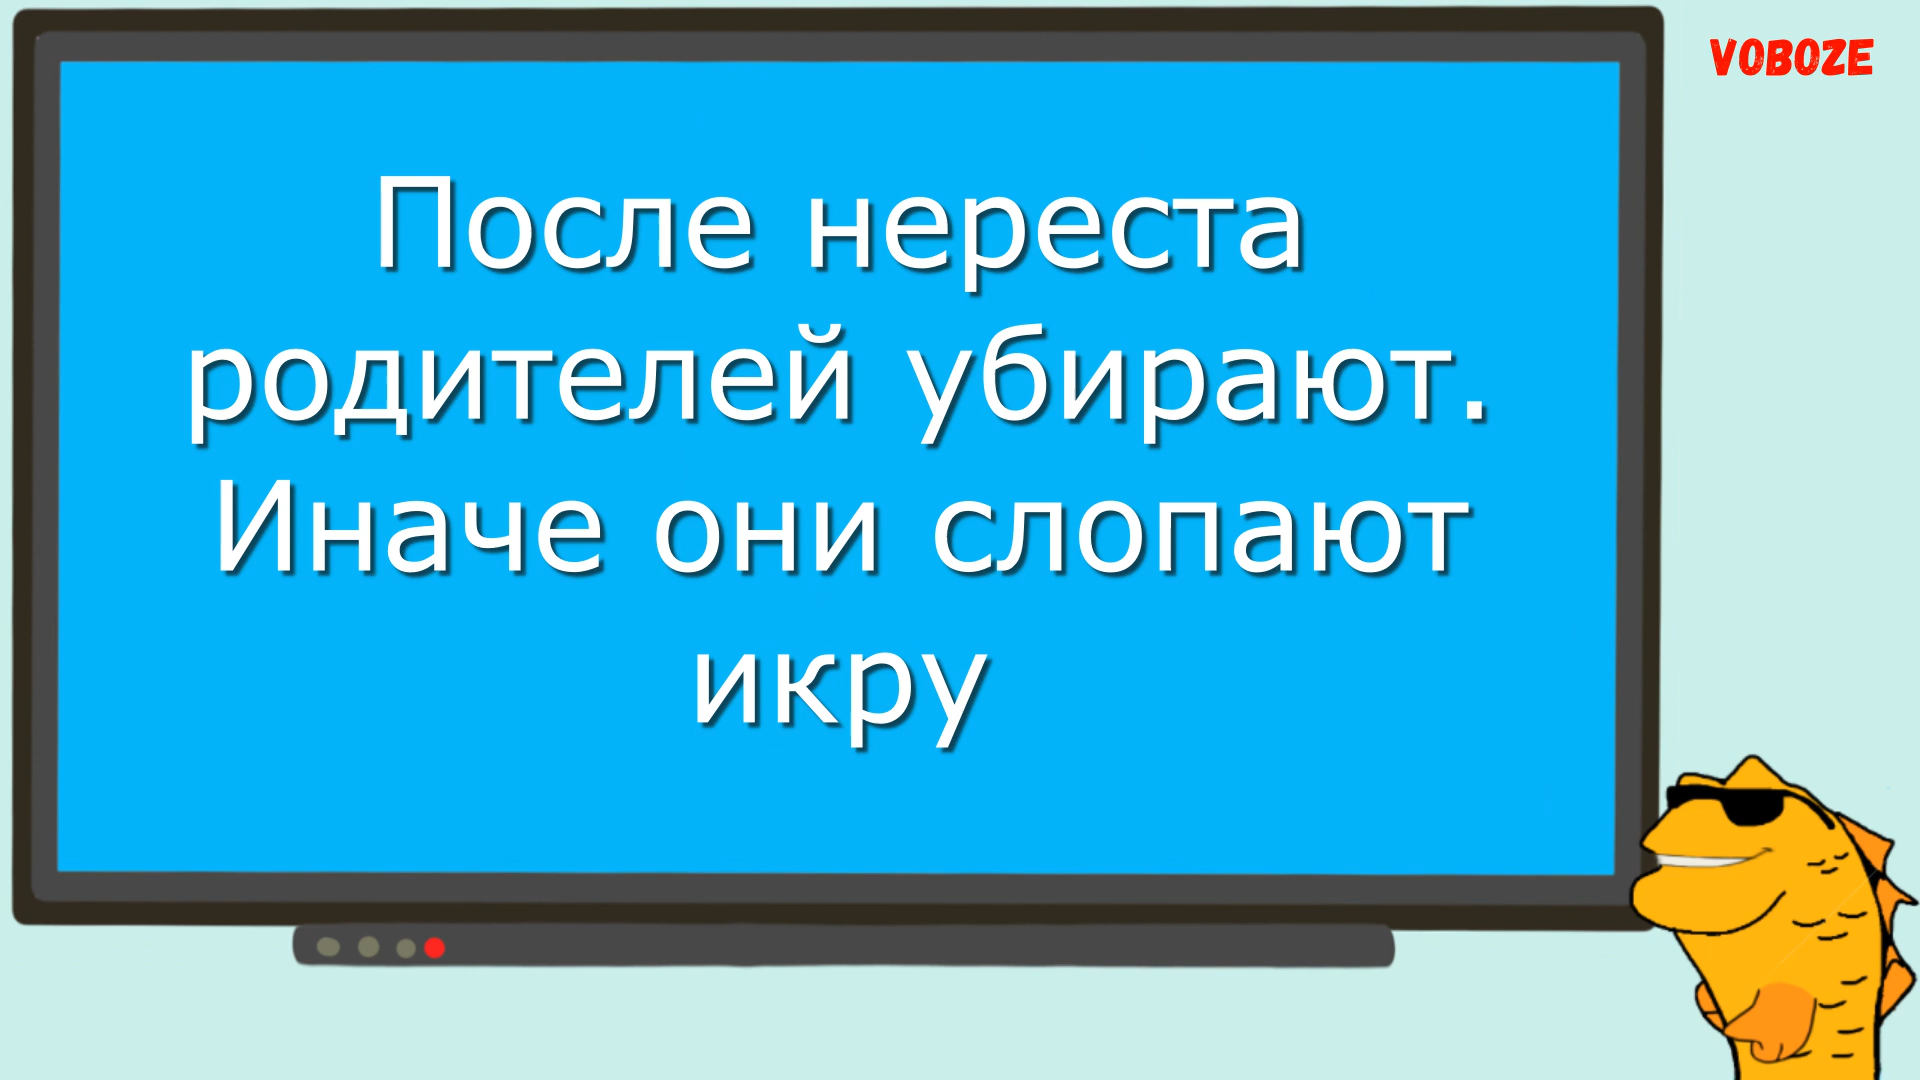 VOBOZE
После нереста
родителей убирают.
Иначе они слопают
икру